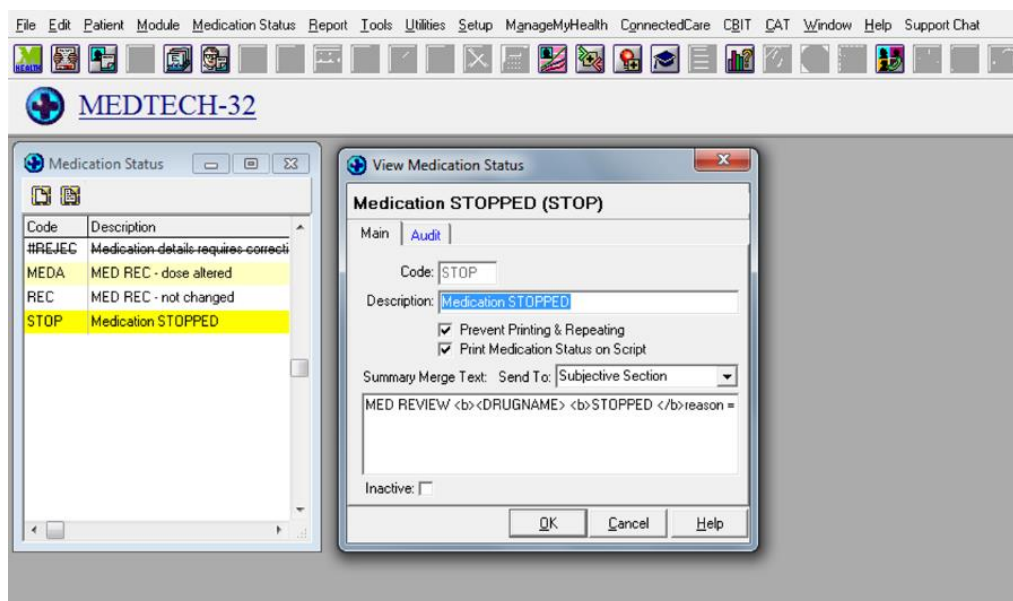 File Edit Patient Module Medication Status Report Tools Utilities Setup ManageMyHealth ConnectedCare CBIT CAT Window Help Support Chat
HEALTH
MEDTECH-32
Medication Status
Code Description
#REJEC Medication details requires correcti
MEDA MED REC - dose altered
REC MED REC - not changed
STOP Medication STOPPED
View Medication Status
Medication STOPPED (STOP)
Main Audit
Code: STOP
Description: Medication STOPPED
Prevent Printing & Repeating
Print Medication Status on Script
Summary Merge Text: Send To: Subjective Section
MED REVIEW <b><DRUGNAME> <b>STOPPED </b>reason =
Inactive:
OK Cancel Help